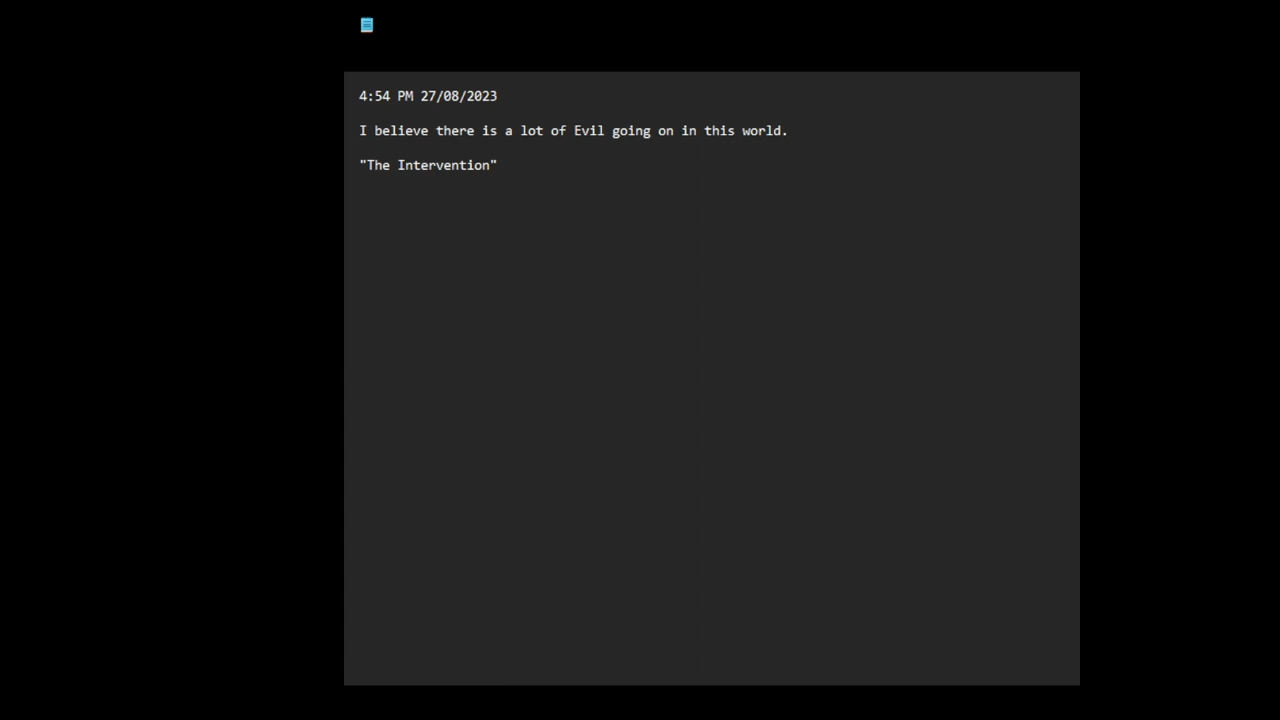 4:54 PM 27/08/2023
I believe there is a lot of Evil going on in this world.
"The Intervention"